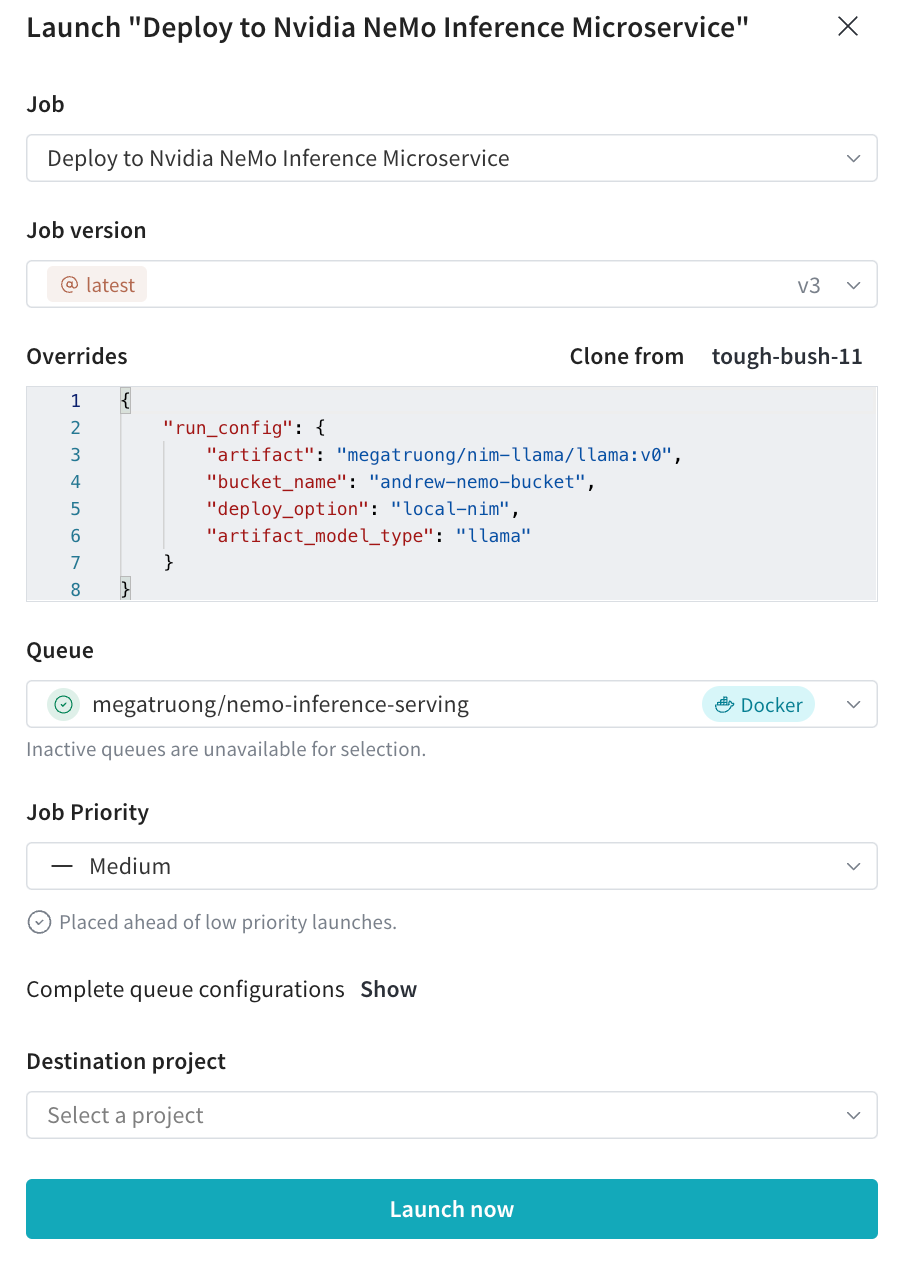 Launch "Deploy to Nvidia NeMo Inference Microservice"
Job
Deploy to Nvidia NeMo Inference Microservice
Job version
@ latest v3
Overrides Clone from tough-bush-11
1 {
2     "run_config": {
3         "artifact": "megatruong/nim-llama/llama:v0",
4         "bucket_name": "andrew-nemo-bucket",
5         "deploy_option": "local-nim",
6         "artifact_model_type": "llama"
7     }
8 }
Queue
megatruong/nemo-inference-serving Docker
Inactive queues are unavailable for selection.
Job Priority
Medium
Placed ahead of low priority launches.
Complete queue configurations Show
Destination project
Select a project
Launch now